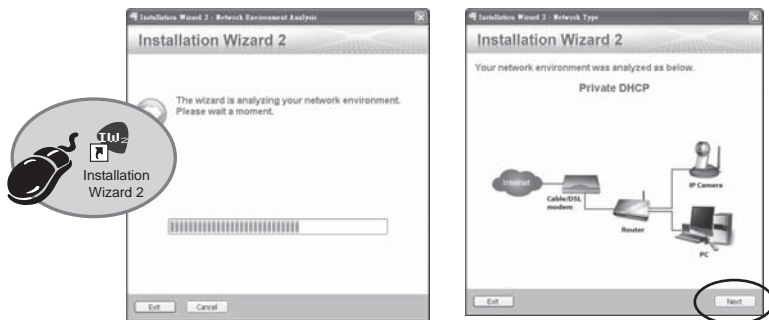 Installation Wizard 2 - Network Environment Analysis
Installation Wizard 2
The wizard is analyzing your network environment.
Please wait a moment.
IW2
Installation
Wizard 2
Exit
Cancel
Installation Wizard 2 - Network Type
Installation Wizard 2
Your network environment was analyzed as below.
Private DHCP
Internet
Cable/DSL
modem
Router
IP Camera
PC
Exit
Next